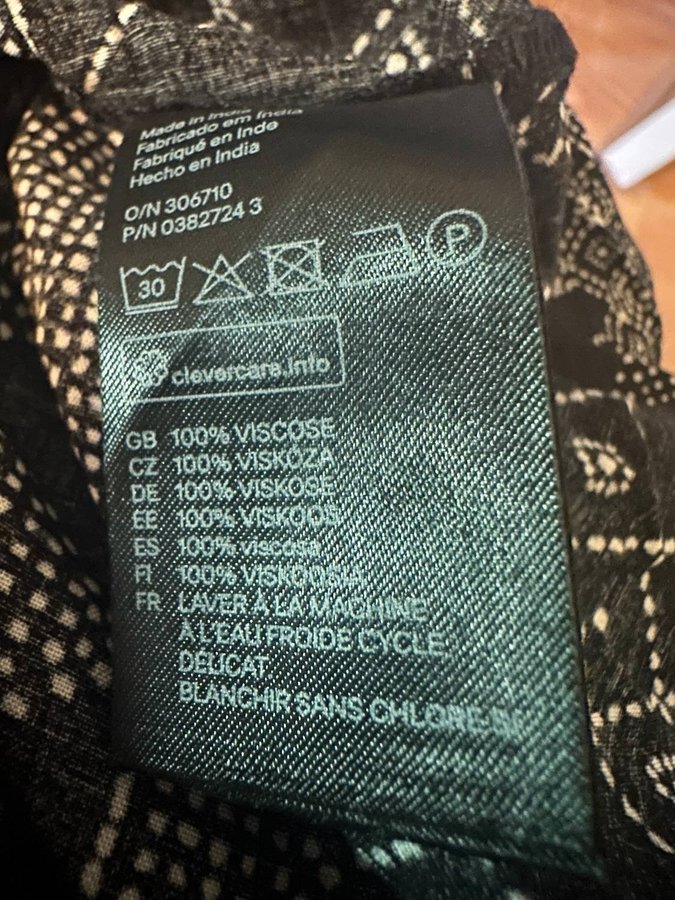 Made in India
Fabricado em India
Fabriqué en Inde
Hecho en India
O/N 306710
P/N 0382724 3
30
P
clevercare.info
GB 100% VISCOSE
CZ 100% VISKÓZA
DE 100% VISKOSE
EE 100% VISKOOS
ES 100% viscosa
FI 100% VISKOOSIA
FR LAVER À LA MACHINE
À L'EAU FROIDE CYCLE
DÉLICAT
BLANCHIR SANS CHLORE SI